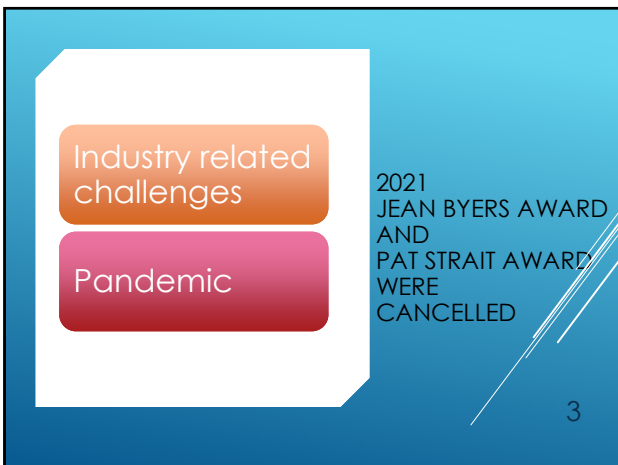 Industry related
challenges
Pandemic
2021
JEAN BYERS AWARD
AND
PAT STRAIT AWARD
WERE
CANCELLED
3